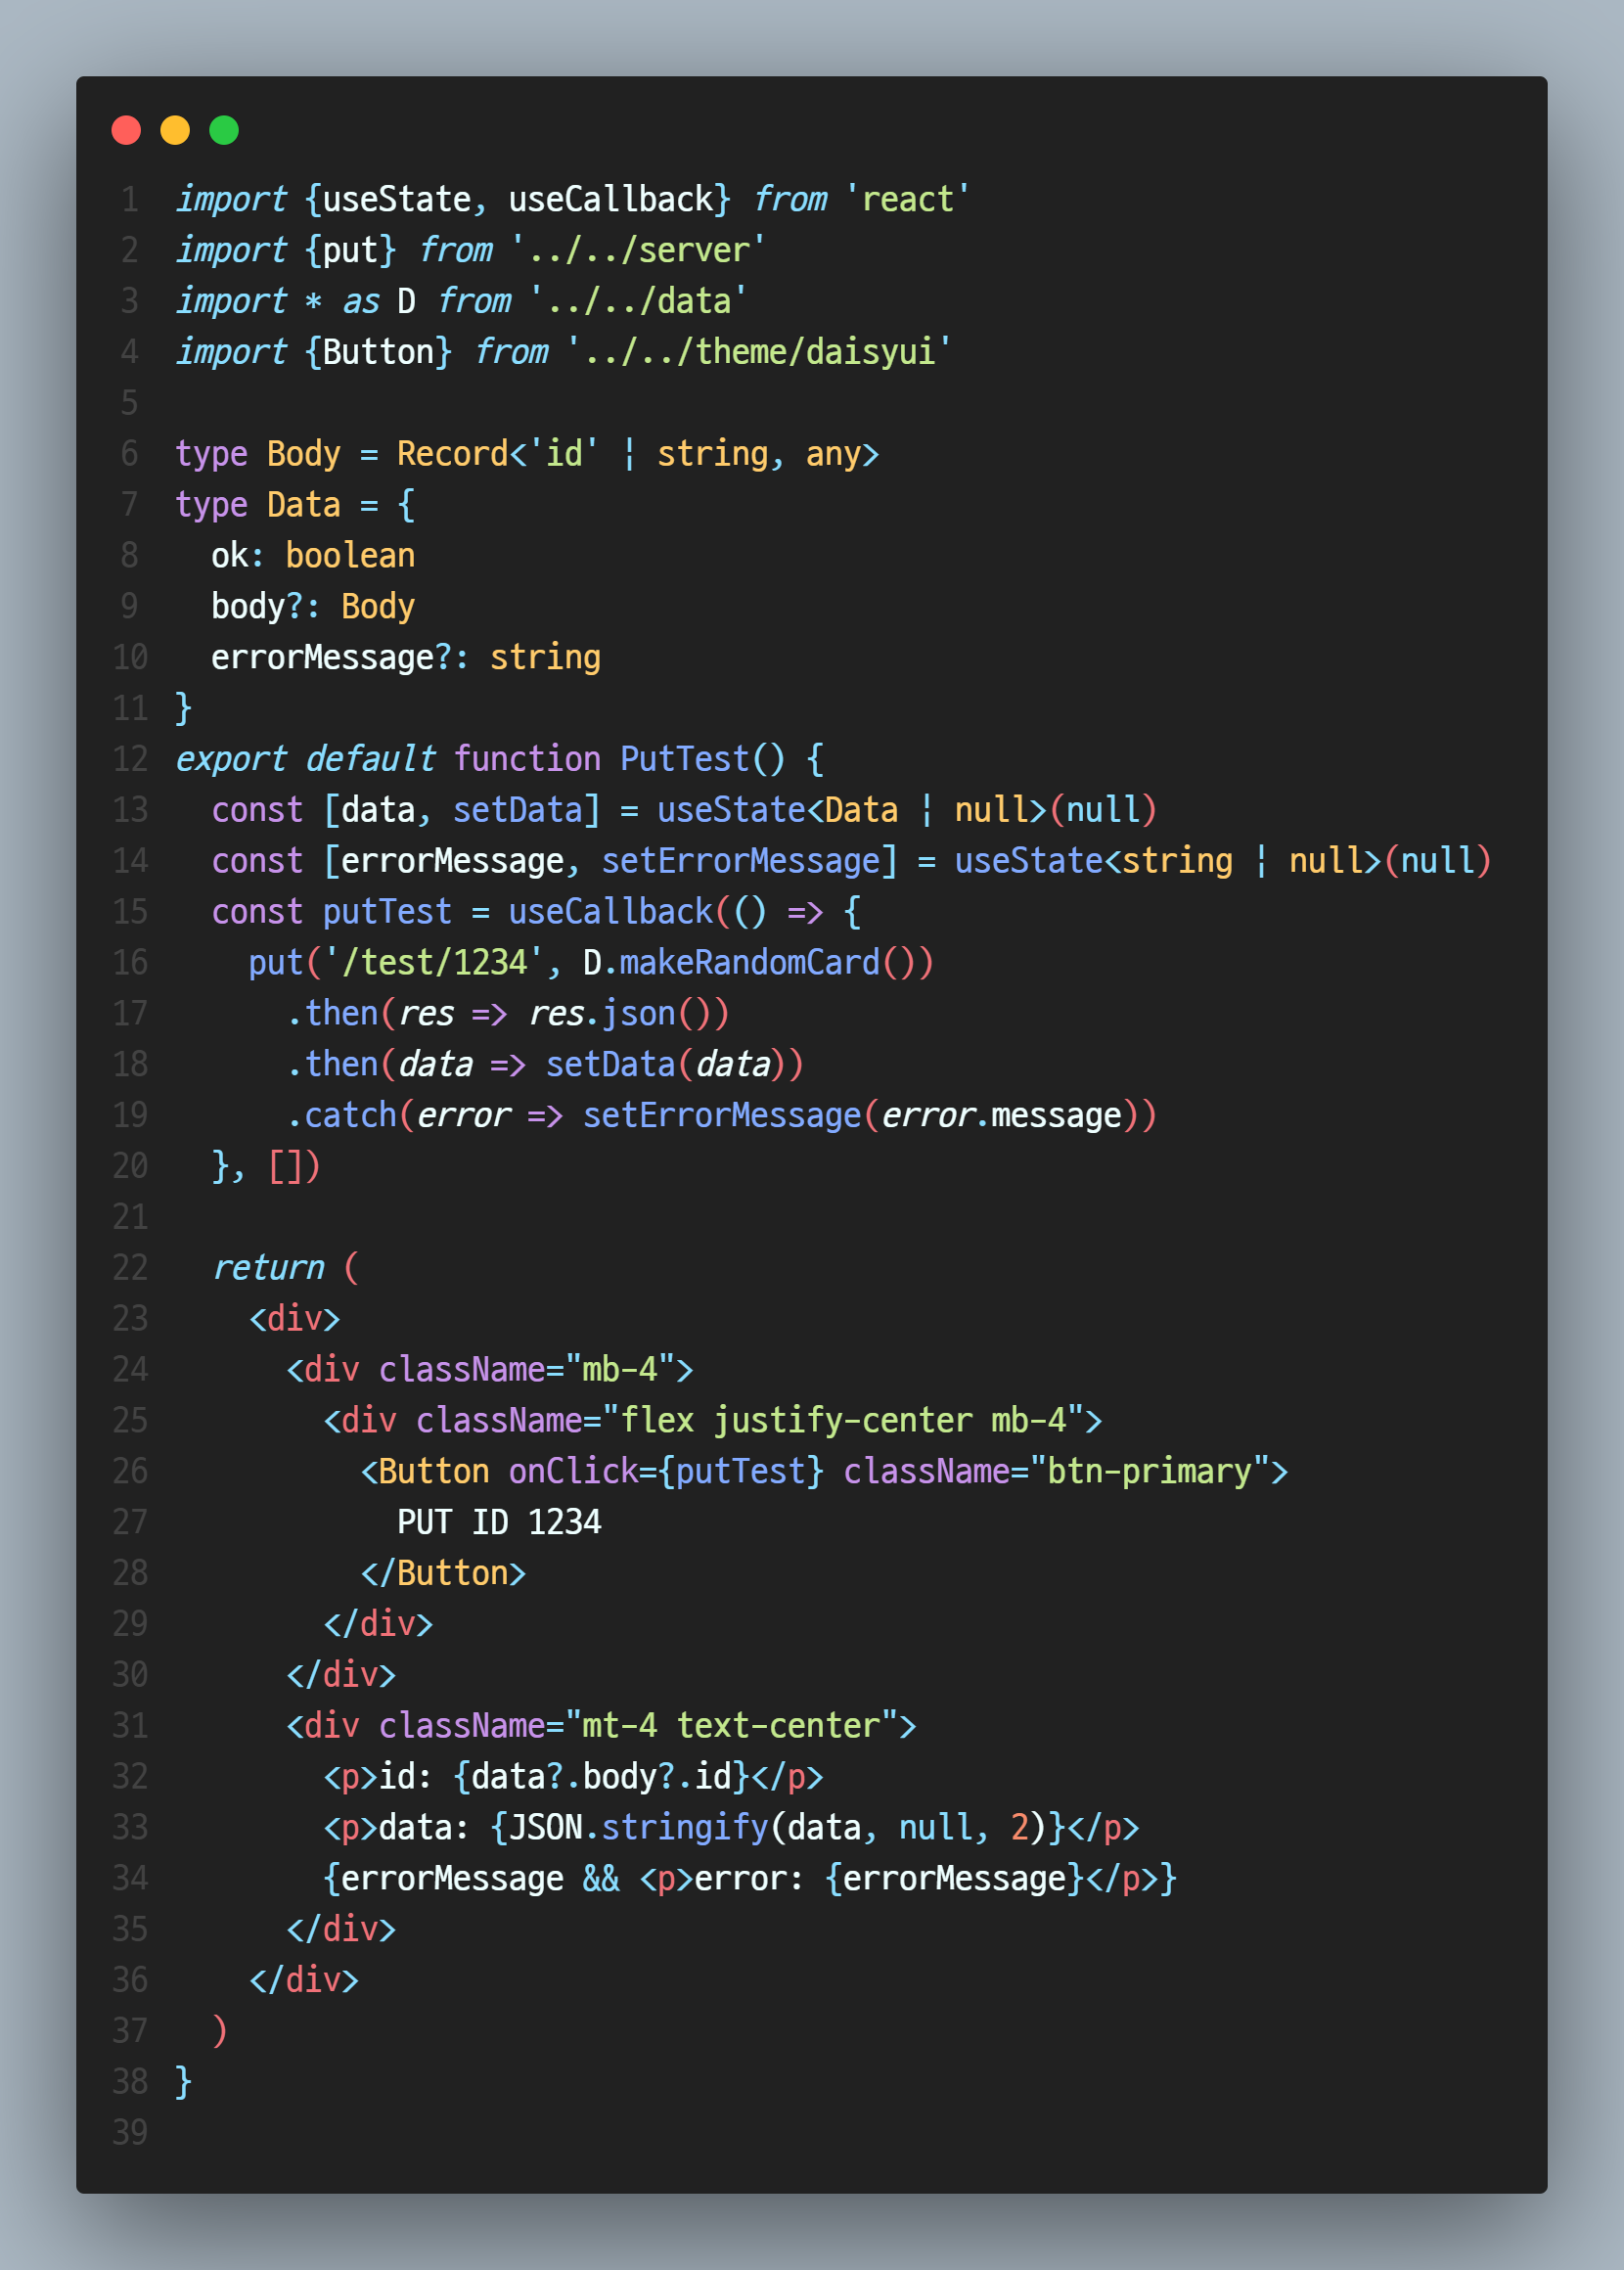 1 import {useState, useCallback} from 'react'
2 import {put} from '../../server'
3 import * as D from '../../data'
4 import {Button} from '../../theme/daisyui'
5
6 type Body = Record<'id' | string, any>
7 type Data = {
8   ok: boolean
9   body?: Body
10   errorMessage?: string
11 }
12 export default function PutTest() {
13   const [data, setData] = useState<Data | null>(null)
14   const [errorMessage, setErrorMessage] = useState<string | null>(null)
15   const putTest = useCallback(() => {
16     put('/test/1234', D.makeRandomCard())
17       .then(res => res.json())
18       .then(data => setData(data))
19       .catch(error => setErrorMessage(error.message))
20   }, [])
21
22   return (
23     <div>
24       <div className="mb-4">
25         <div className="flex justify-center mb-4">
26           <Button onClick={putTest} className="btn-primary">
27             PUT ID 1234
28           </Button>
29         </div>
30       </div>
31       <div className="mt-4 text-center">
32         <p>id: {data?.body?.id}</p>
33         <p>data: {JSON.stringify(data, null, 2)}</p>
34         {errorMessage && <p>error: {errorMessage}</p>}
35       </div>
36     </div>
37   )
38 }
39